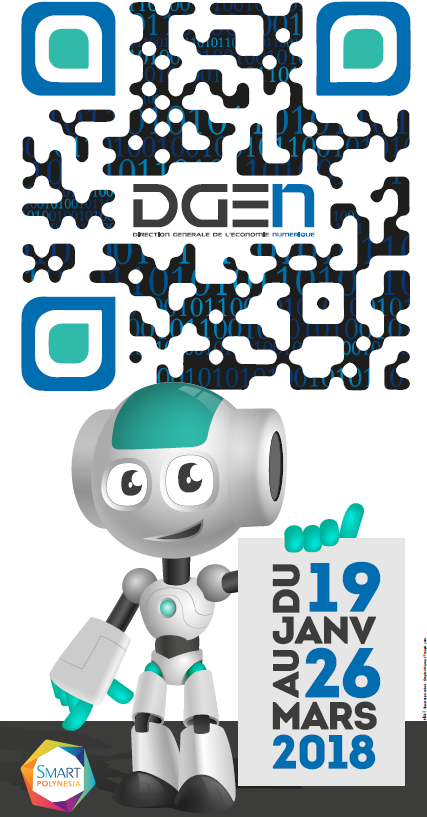 DGEN
DIRECTION GENERALE DE L'ECONOMIE NUMERIQUE
DU 19
JANV
AU 26
MARS
2018
SMART
POLYNESIA